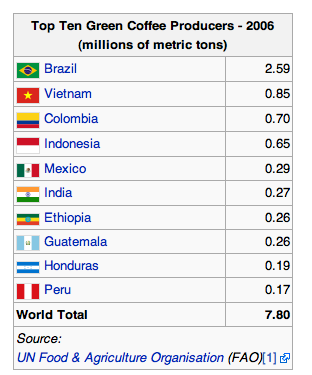 Top Ten Green Coffee Producers - 2006
(millions of metric tons)
Brazil 2.59
Vietnam 0.85
Colombia 0.70
Indonesia 0.65
Mexico 0.29
India 0.27
Ethiopia 0.26
Guatemala 0.26
Honduras 0.19
Peru 0.17
World Total 7.80
Source:
UN Food & Agriculture Organisation (FAO)[1]